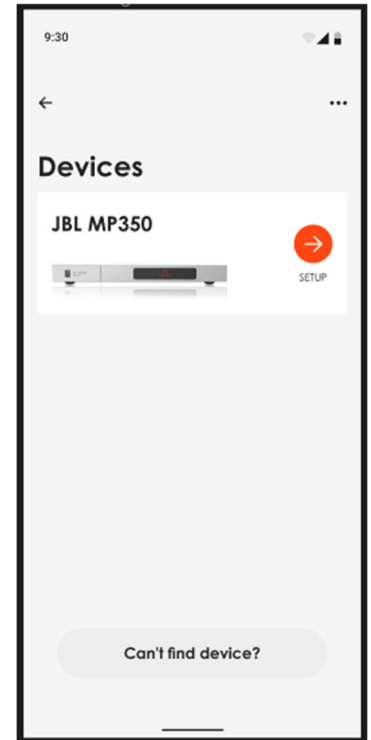 9:30
Devices
JBL MP350
SETUP
Can't find device?